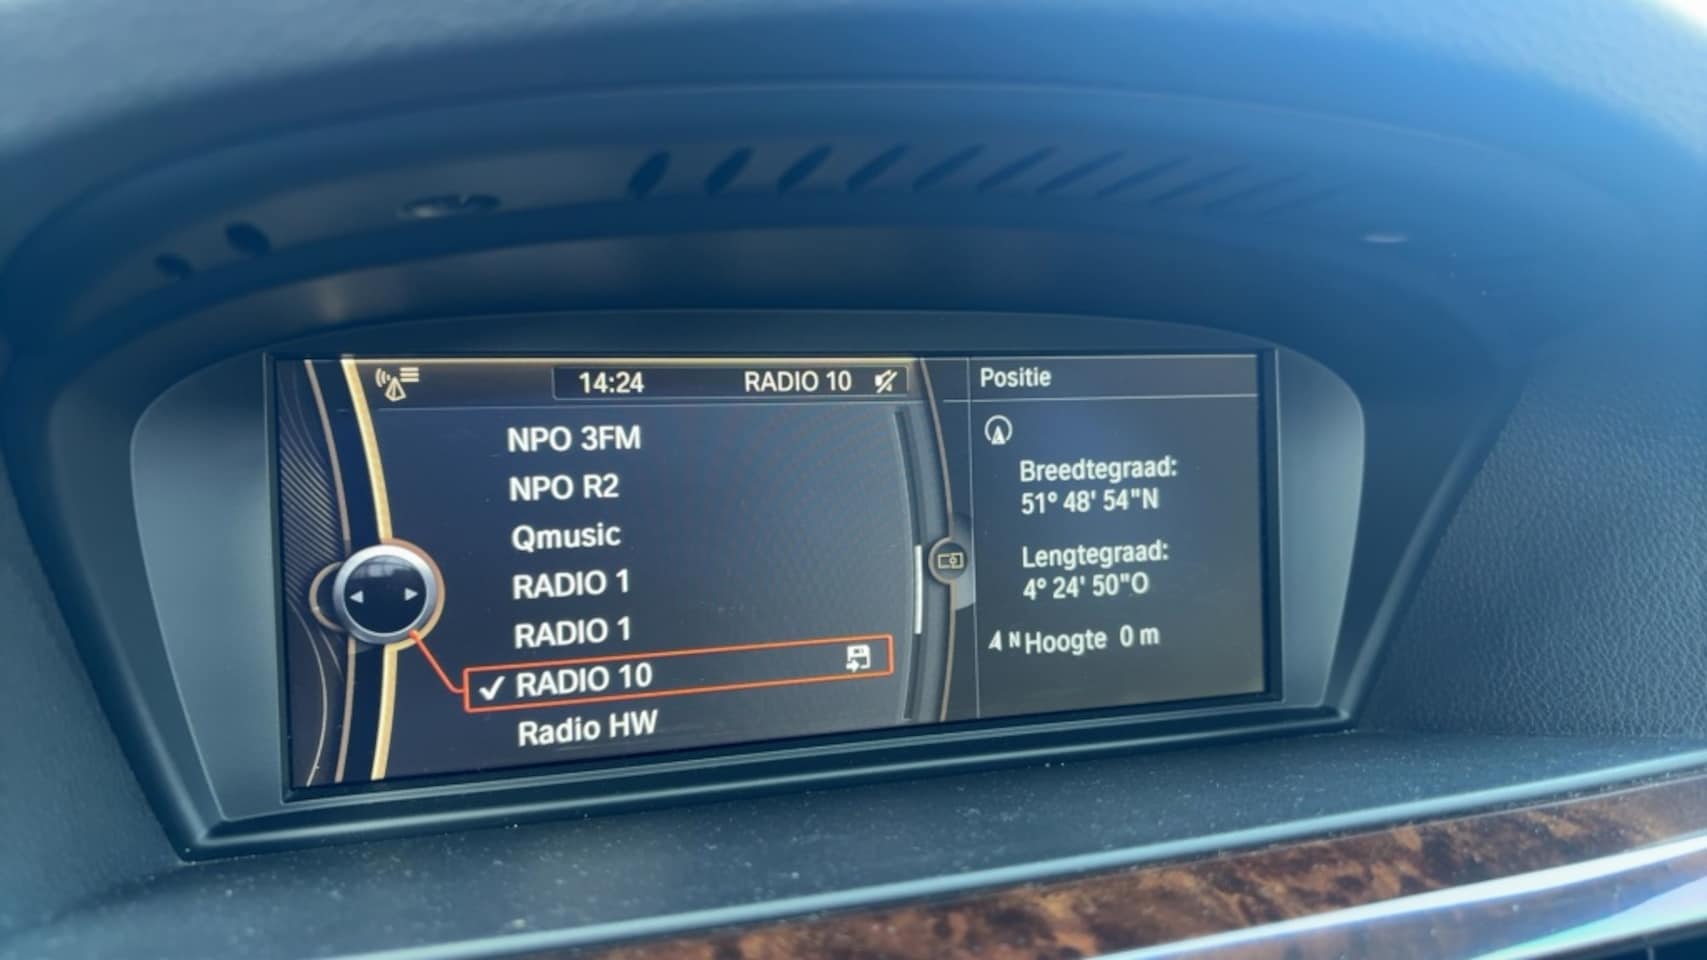 14:24 RADIO 10
NPO 3FM
NPO R2
Qmusic
RADIO 1
RADIO 1
RADIO 10
Radio HW
Positie
Breedtegraad:
51° 48' 54"N
Lengtegraad:
4° 24' 50"O
N Hoogte 0 m